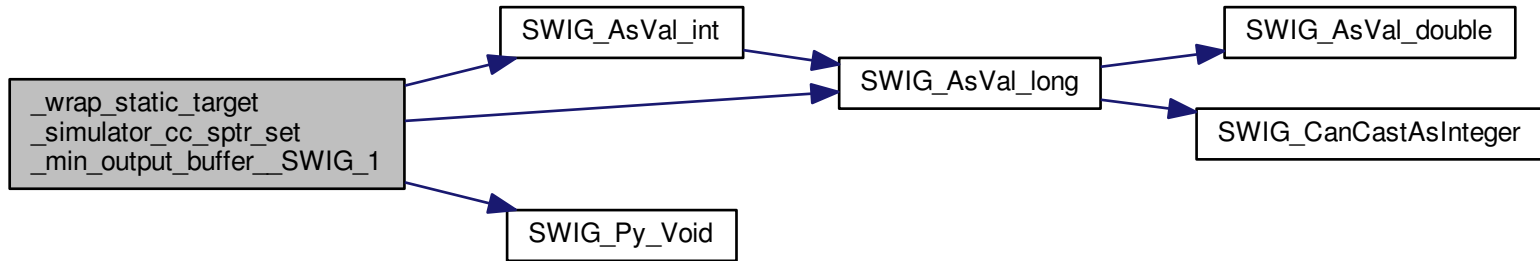 _wrap_static_target
_simulator_cc_sptr_set
_min_output_buffer__SWIG_1
SWIG_AsVal_int
SWIG_Py_Void
SWIG_AsVal_long
SWIG_AsVal_double
SWIG_CanCastAsInteger